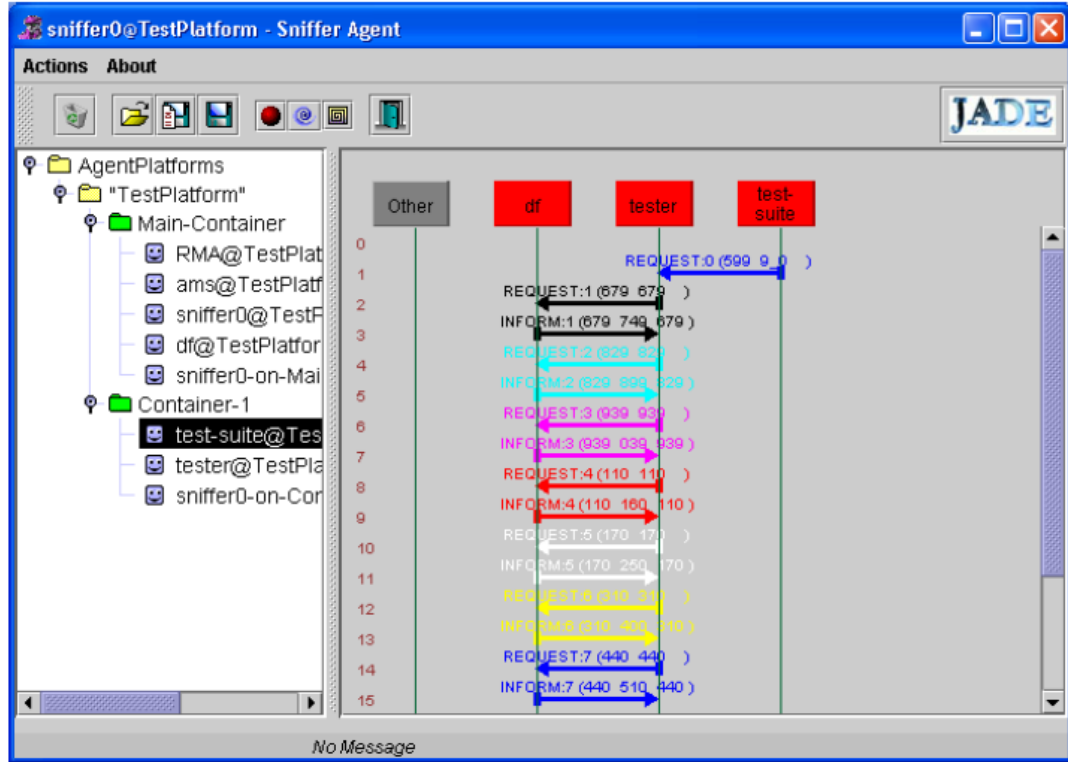 sniffer0@TestPlatform - Sniffer Agent
Actions About
JADE
AgentPlatforms
"TestPlatform"
Main-Container
RMA@TestPlat
ams@TestPlatf
sniffer0@TestF
df@TestPlatfor
sniffer0-on-Mai
Container-1
test-suite@Tes
tester@TestPla
sniffer0-on-Cor
Other
df
tester
test-
suite
0
REQUEST:0 (599 9_0 )
1
REQUEST:1 (679 679 )
2
INFORM:1 (679 749 679 )
3
REQUEST:2 (829 829 )
4
INFORM:2 (829 899 829 )
5
REQUEST:3 (939 939 )
6
INFORM:3 (939 039 939 )
7
REQUEST:4 (110 110 )
8
INFORM:4 (110 160 110 )
9
REQUEST:5 (170 170 )
10
INFORM:5 (170 250 170 )
11
REQUEST:6 (310 310 )
12
INFORM:6 (310 400 310 )
13
REQUEST:7 (440 440 )
14
INFORM:7 (440 510 440 )
15
No Message